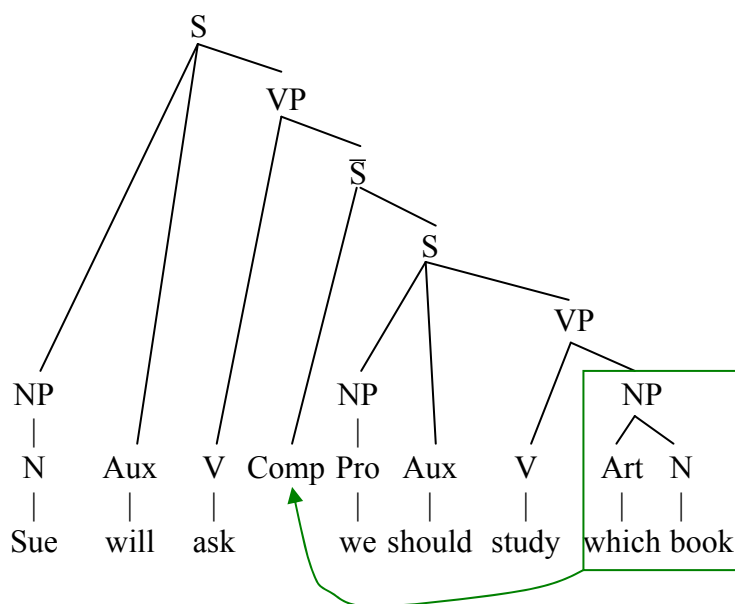 S
VP
S̅
S
VP
NP NP NP
N Aux V Comp Pro Aux V Art N
Sue will ask we should study which book